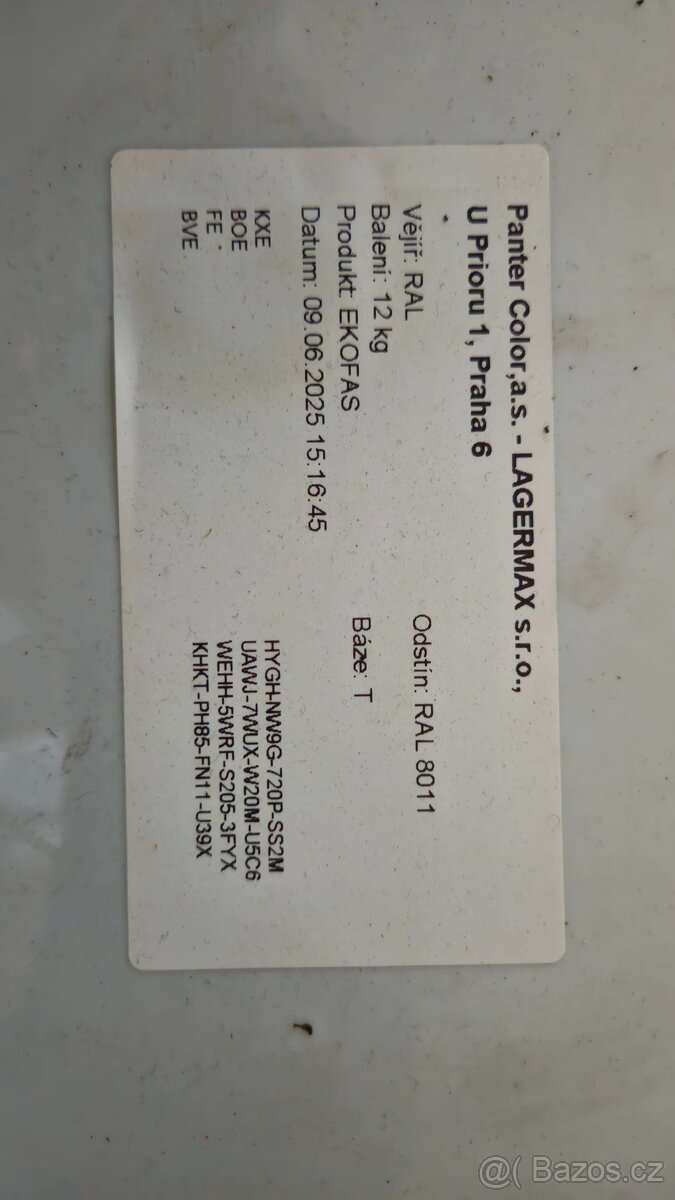 Panter Color,a.s. - LAGERMAX s.r.o.,
U Prioru 1, Praha 6
Vějíř: RAL Odstín: RAL 8011
Balení: 12 kg
Produkt: EKOFAS Báze: T
Datum: 09.06.2025 15:16:45
KXE HYGH-NW9G-720P-SS2M
BOE UAWJ-7WUX-W20M-U5C6
FE WEHH-5WRF-S205-3FYX
BVE KHKT-PH85-FN11-U39X
@( Bazos.cz